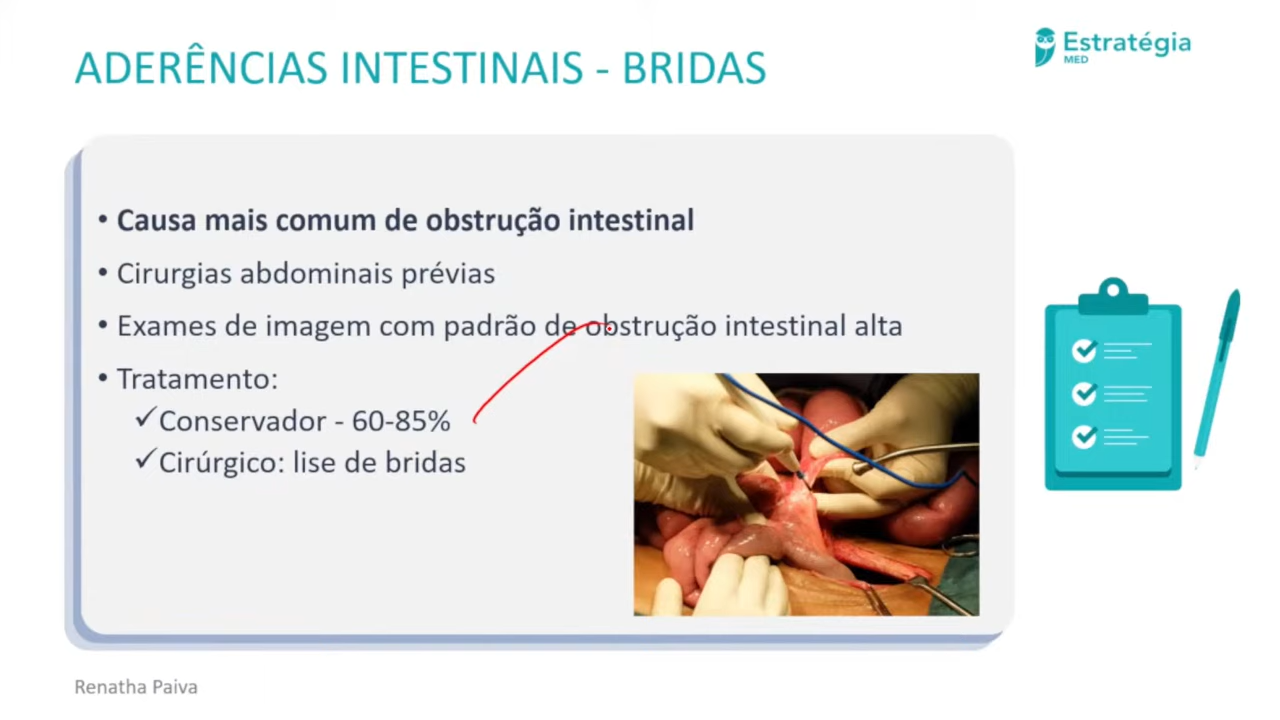 ADERÊNCIAS INTESTINAIS - BRIDAS
Estratégia
MED
• Causa mais comum de obstrução intestinal
• Cirurgias abdominais prévias
• Exames de imagem com padrão de obstrução intestinal alta
• Tratamento:
✓Conservador - 60-85%
✓Cirúrgico: lise de bridas
Renatha Paiva